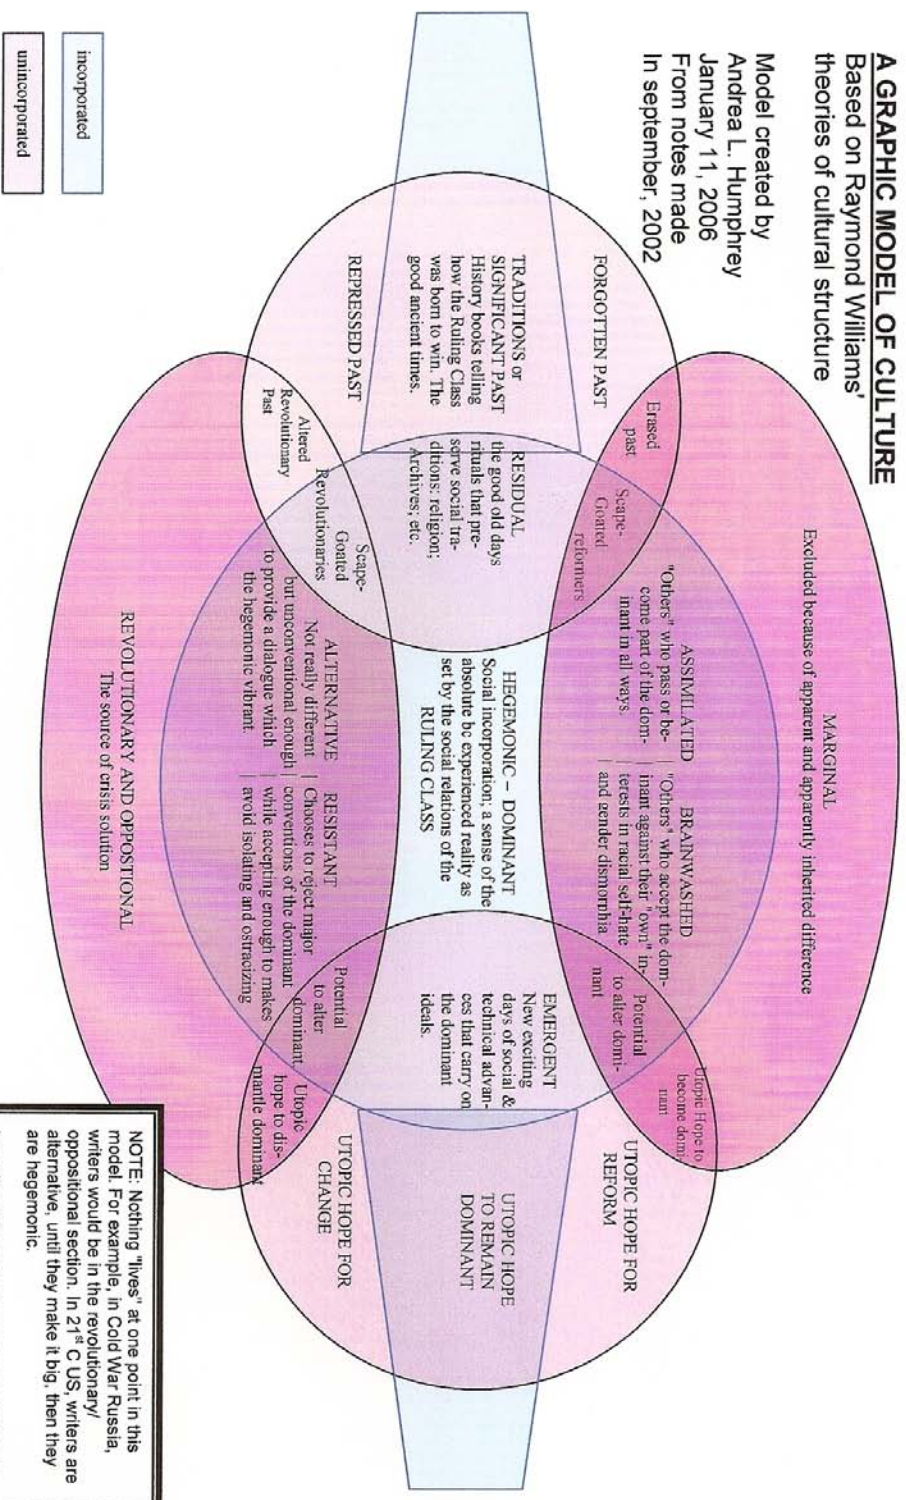 A GRAPHIC MODEL OF CULTURE
Based on Raymond Williams'
theories of cultural structure
Model created by
Andrea L. Humphrey
January 11, 2006
From notes made
In september, 2002
MARGINAL
Excluded because of apparent and apparently inherited difference
Erased
past
Scape-
Goated
reformers
ASSIMILATED
"Others" who pass or be-
come part of the dom-
inant in all ways.
BRAINWASHED
"Others" who accept the dom-
inant against their "own" in-
terests in racial self-hate
and gender dismorphia
Potential
to alter domi-
nant
Utopic Hope to
become domi-
nant
FORGOTTEN PAST
TRADITIONS or
SIGNIFICANT PAST
History books telling
how the Ruling Class
was born to win. The
good ancient times.
REPRESSED PAST
RESIDUAL
the good old days
rituals that pre-
serve social tra-
ditions: religion;
Archives; etc.
HEGEMONIC – DOMINANT
Social incorporation; a sense of the
absolute bc experienced reality as
set by the social relations of the
RULING CLASS
EMERGENT
New exciting
days of social &
technical advan-
ces that carry on
the dominant
ideals.
UTOPIC HOPE FOR
REFORM
UTOPIC HOPE
TO REMAIN
DOMINANT
UTOPIC HOPE FOR
CHANGE
Altered
Revolutionary
Past
Scape-
Goated
Revolutionaries
ALTERNATIVE
Not really different
but unconventional enough
to provide a dialogue which
the hegemonic vibrant
RESISTANT
Chooses to reject major
conventions of the dominant
while accepting enough to makes
avoid isolating and ostracizing
Potential
to alter
dominant
Utopic
hope to dis-
mantle dominant
REVOLUTIONARY AND OPPOSTIONAL
The source of crisis solution
incorporated
unincorporated
NOTE: Nothing "lives" at one point in this
model. For example, in Cold War Russia,
writers would be in the revolutionary/
oppositional section. In 21st C US, writers are
alternative, until they make it big, then they
are hegemonic.